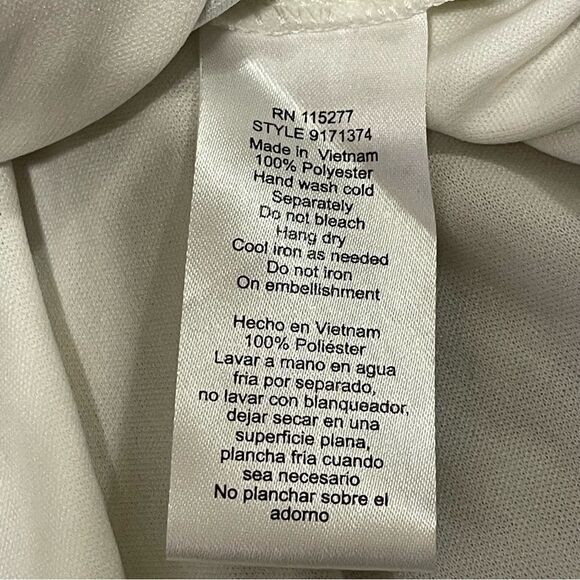 RN 115277
STYLE 9171374
Made in Vietnam
100% Polyester
Hand wash cold
Separately
Do not bleach
Hang dry
Cool iron as needed
Do not iron
On embellishment
Hecho en Vietnam
100% Poliéster
Lavar a mano en agua
fria por separado,
no lavar con blanqueador,
dejar secar en una
superficie plana,
plancha fria cuando
sea necesario
No planchar sobre el
adorno